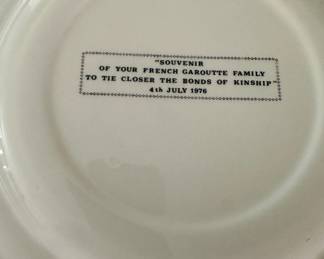 "SOUVENIR
OF YOUR FRENCH GAROUTTE FAMILY
TO TIE CLOSER THE BONDS OF KINSHIP"
4th JULY 1976